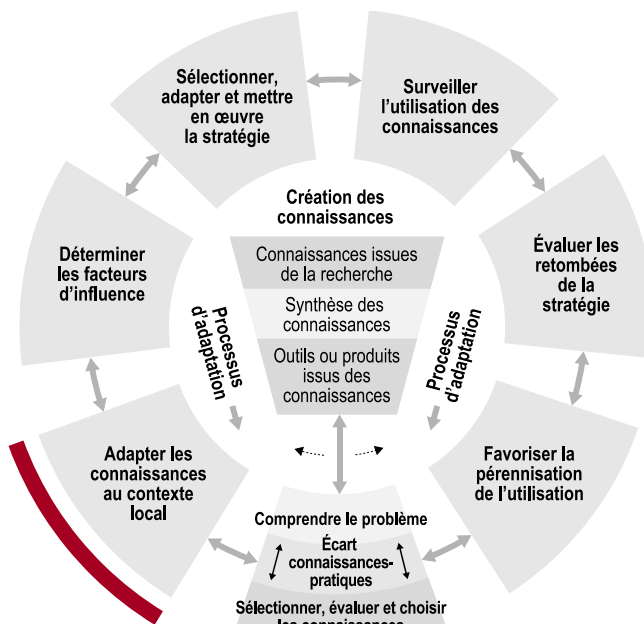 Sélectionner,
adapter et mettre
en œuvre
la stratégie
Surveiller
l'utilisation des
connaissances
Déterminer
les facteurs
d'influence
Création des
connaissances
Connaissances issues
de la recherche
Synthèse des
connaissances
Outils ou produits
issus des
connaissances
Évaluer les
retombées
de la
stratégie
Processus
d'adaptation
Processus
d'adaptation
Adapter les
connaissances
au contexte
local
Favoriser la
pérennisation
de l'utilisation
Comprendre le problème
Écart
connaissances-
pratiques
Sélectionner, évaluer et choisir
les connaissances